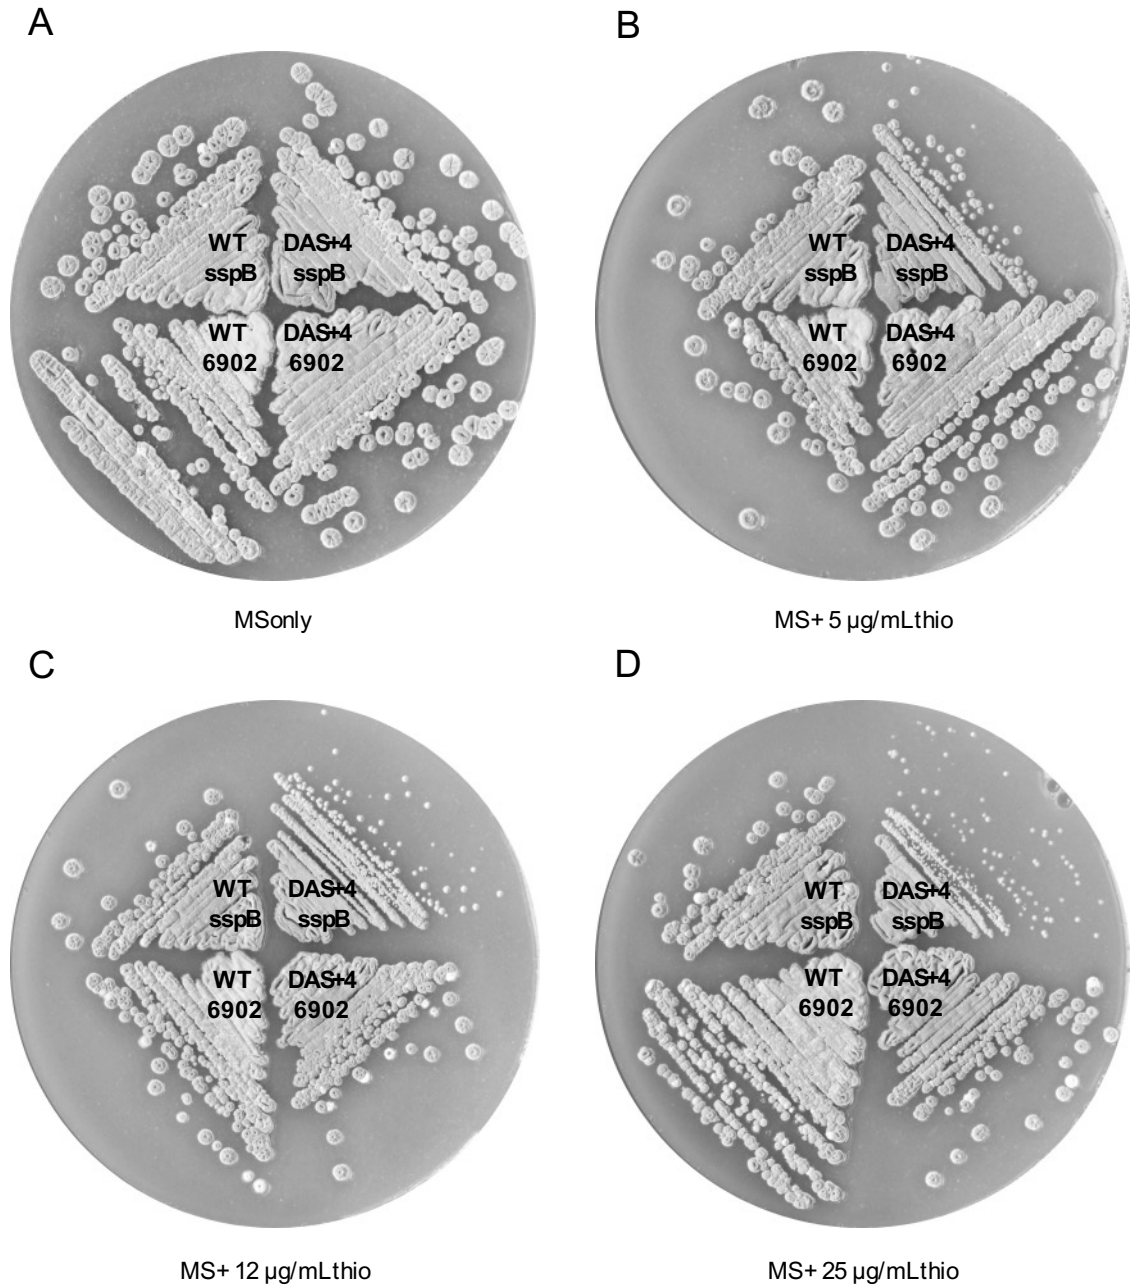 A
B
WT
sspB
DAS+4
sspB
WT
6902
DAS+4
6902
WT
sspB
DAS+4
sspB
WT
6902
DAS+4
6902
MSonly
MS+ 5 µg/mLthio
C
D
WT
sspB
DAS+4
sspB
WT
6902
DAS+4
6902
WT
sspB
DAS+4
sspB
WT
6902
DAS+4
6902
MS+ 12 µg/mLthio
MS+ 25 µg/mLthio